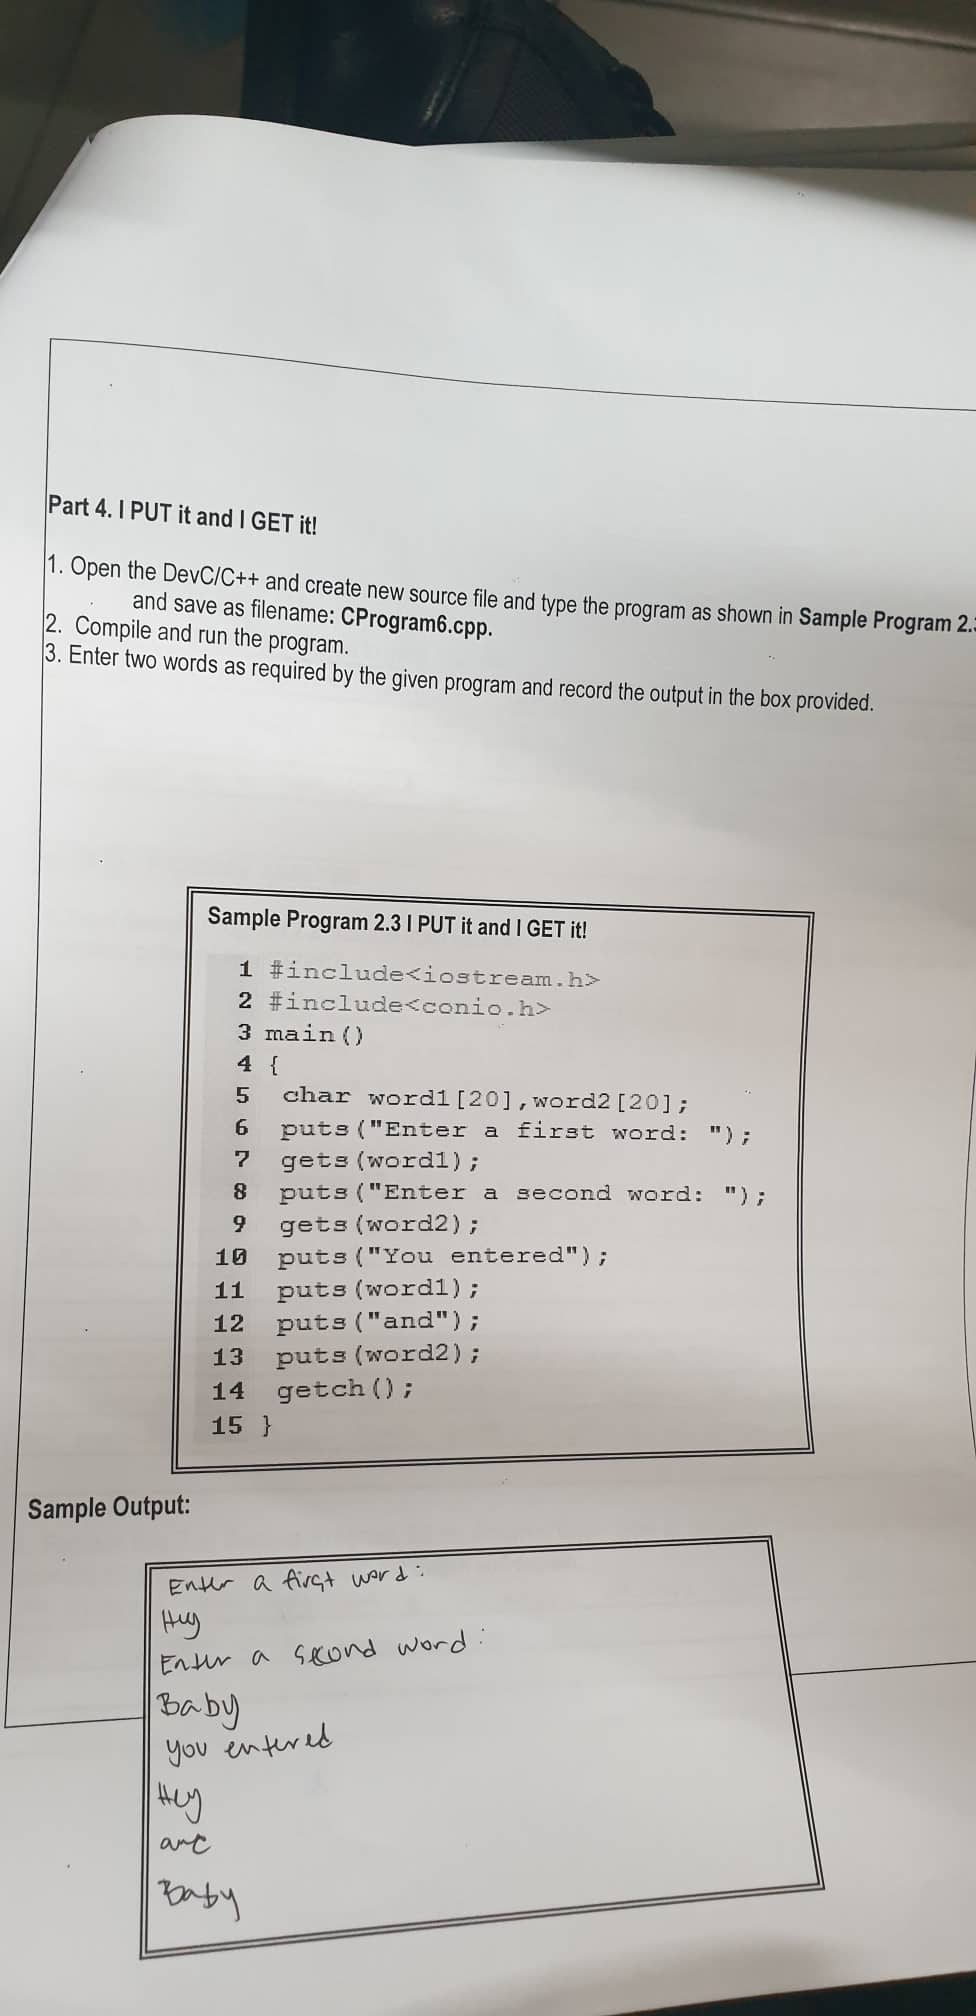 Part 4. I PUT it and I GET it!
1. Open the DevC/C++ and create new source file and type the program as shown in Sample Program 2.
and save as filename: CProgram6.cpp.
2. Compile and run the program.
3. Enter two words as required by the given program and record the output in the box provided.
Sample Program 2.3 I PUT it and I GET it!
1 #include<iostream.h>
2 #include<conio.h>
3 main()
4 {
5 char word1[20],word2[20];
6 puts("Enter a first word: ");
7 gets(word1);
8 puts("Enter a second word: ");
9 gets(word2);
10 puts("You entered");
11 puts(word1);
12 puts("and");
13 puts(word2);
14 getch();
15 }
Sample Output:
Enter a first word:
Hey
Enter a second word:
Baby
you entered
Hey
and
Baby